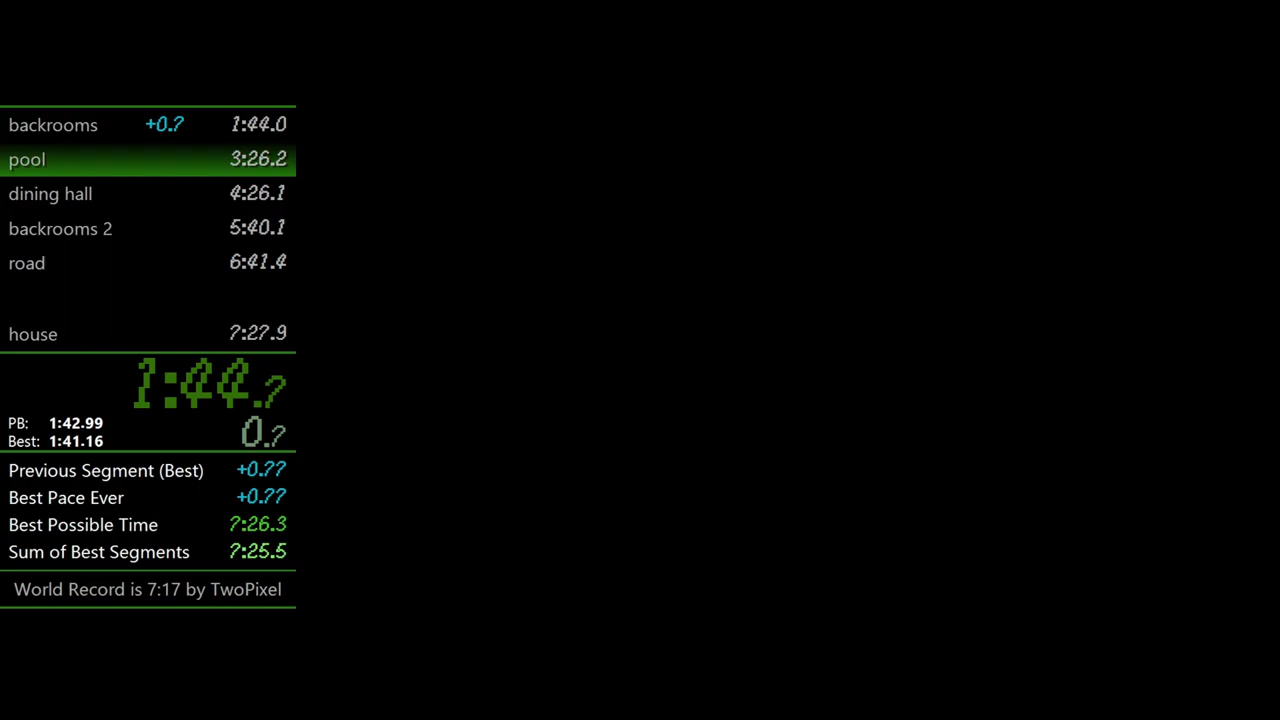 backrooms +0.7 1:44.0
pool 3:26.2
dining hall 4:26.1
backrooms 2 5:40.1
road 6:41.4
house 7:27.9
1:44.7
PB: 1:42.99
Best: 1:41.16
0.7
Previous Segment (Best) +0.77
Best Pace Ever +0.77
Best Possible Time 7:26.3
Sum of Best Segments 7:25.5
World Record is 7:17 by TwoPixel